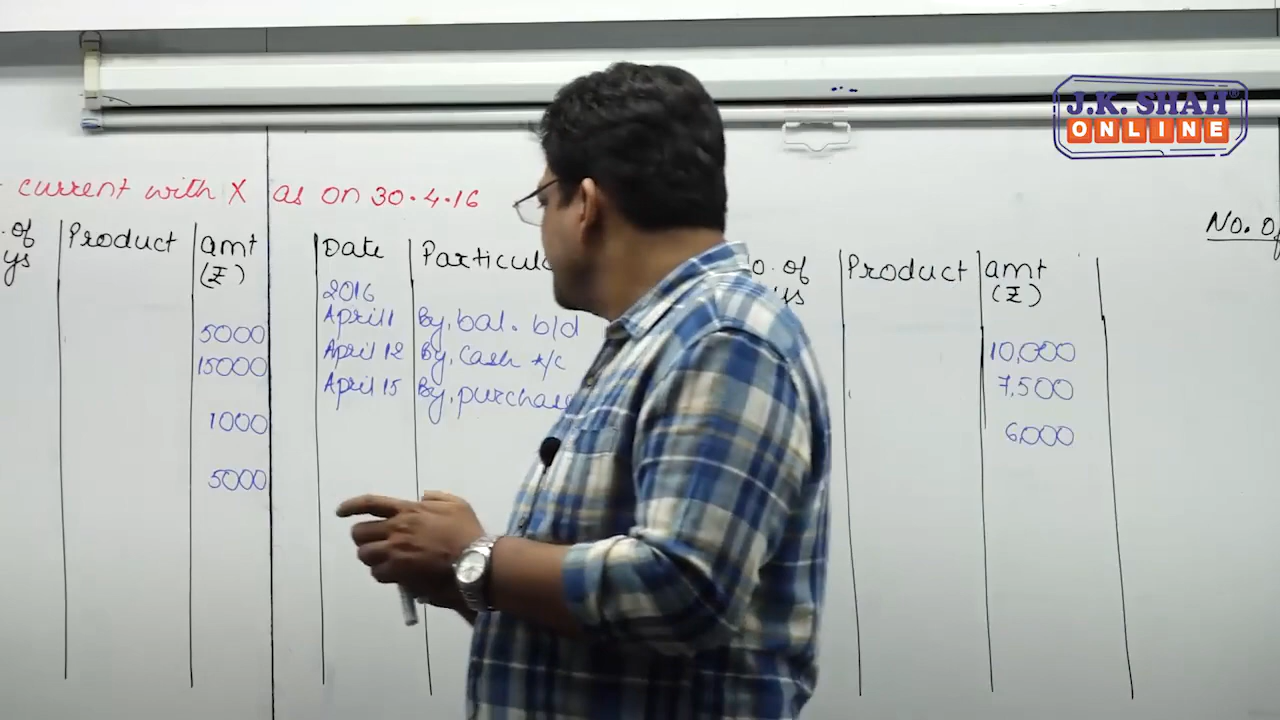 J.K. SHAH®
ONLINE
current with X as on 30.4.16
No. of
Product
amt
(₹)
Date
Product
amt
(₹)
2016
April 1 By, bal. b/d
April 12 By, cash a/c
April 15 By, purchase
5000
15000
1000
5000
10,000
7,500
6,000